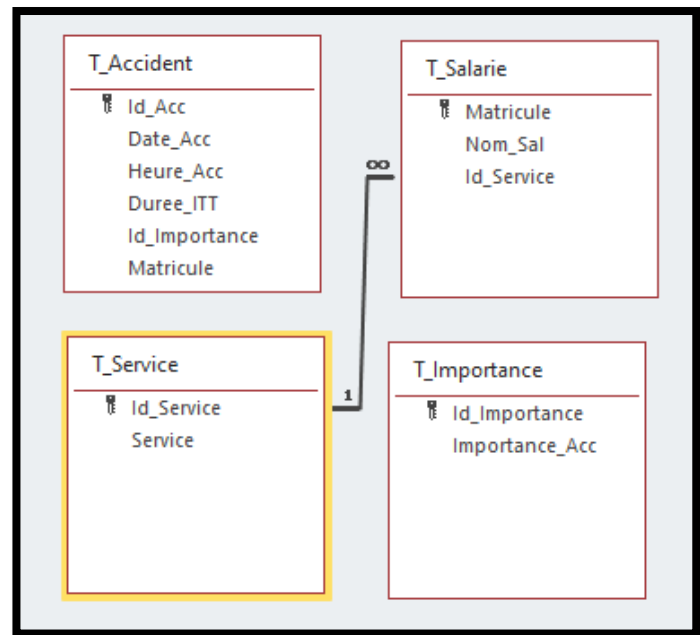 T_Accident
Id_Acc
Date_Acc
Heure_Acc
Duree_ITT
Id_Importance
Matricule
T_Salarie
Matricule
Nom_Sal
Id_Service
∞
1
T_Service
Id_Service
Service
T_Importance
Id_Importance
Importance_Acc